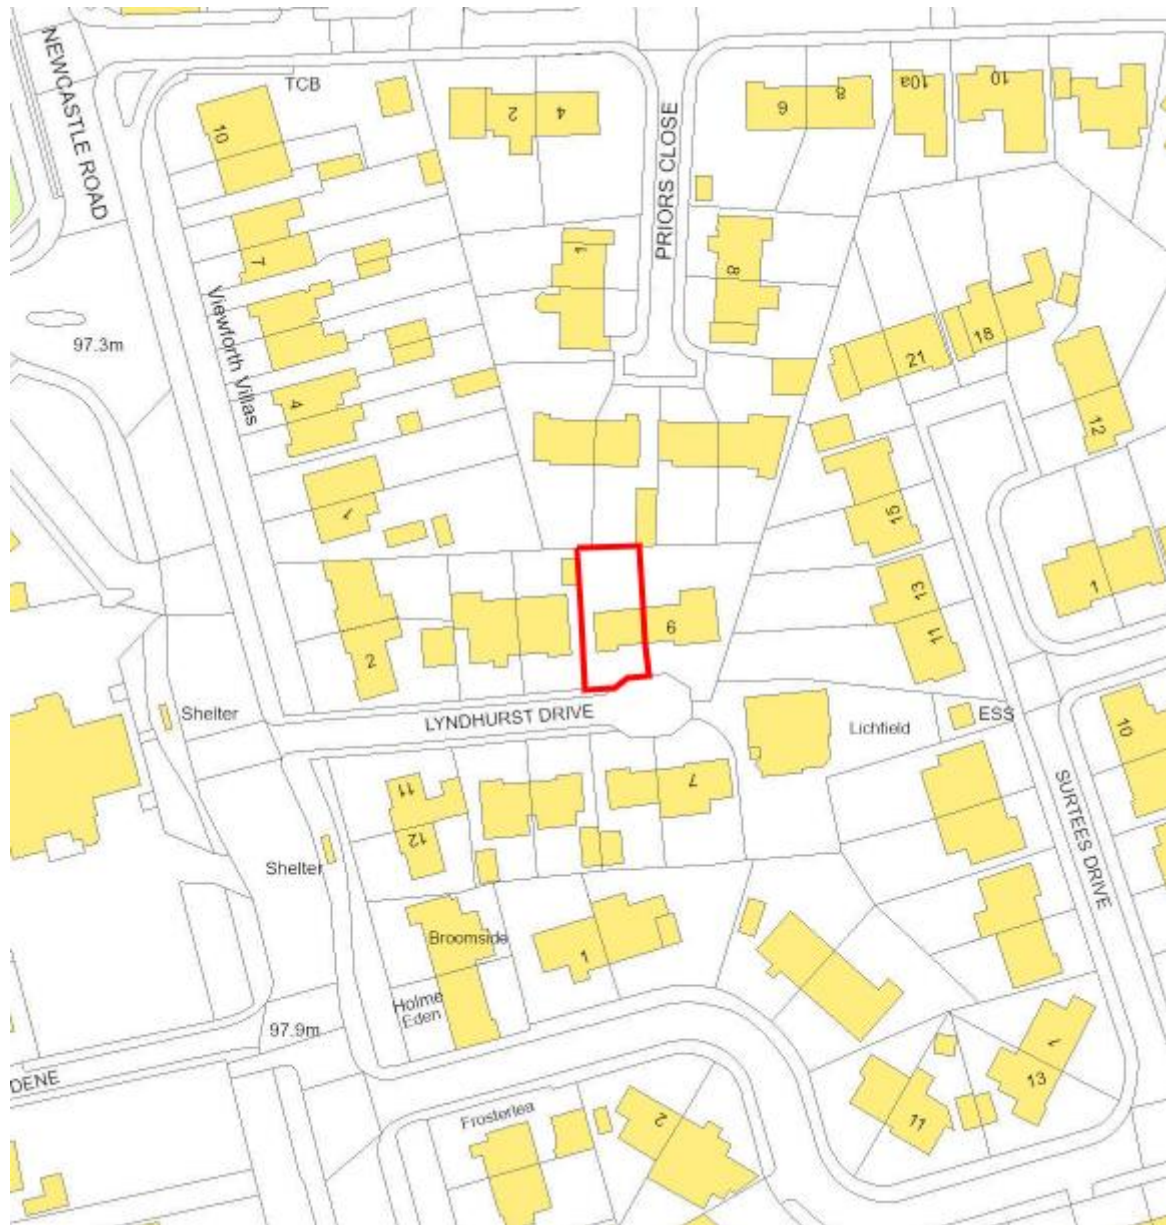 NEWCASTLE ROAD
TCB
10
2
4
PRIORS CLOSE
6
8
10a
10
7
1
8
Viewforth Villas
97.3m
4
21
18
12
1
15
13
11
1
2
6
LYNDHURST DRIVE
Shelter
Lichfield
ESS
10
SURTEES DRIVE
11
12
7
Shelter
Broomside
1
Holme
Eden
97.9m
DENE
Frosterlea
2
11
13
1